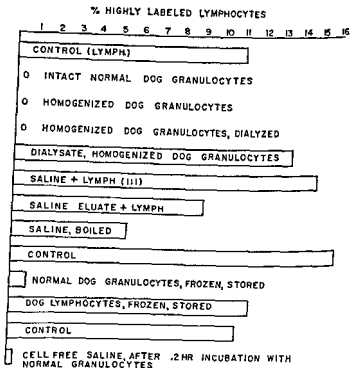 % HIGHLY LABELED LYMPHOCYTES
1 2 3 4 5 6 7 8 9 10 11 12 13 14 15 16
CONTROL (LYMPH.)
0 INTACT NORMAL DOG GRANULOCYTES
0 HOMOGENIZED DOG GRANULOCYTES
0 HOMOGENIZED DOG GRANULOCYTES, DIALYZED
DIALYSATE, HOMOGENIZED DOG GRANULOCYTES
SALINE + LYMPH (1:1)
SALINE ELUATE + LYMPH
SALINE, BOILED
CONTROL
NORMAL DOG GRANULOCYTES, FROZEN, STORED
DOG LYMPHOCYTES, FROZEN, STORED
CONTROL
CELL FREE SALINE, AFTER .2HR INCUBATION WITH
NORMAL GRANULOCYTES